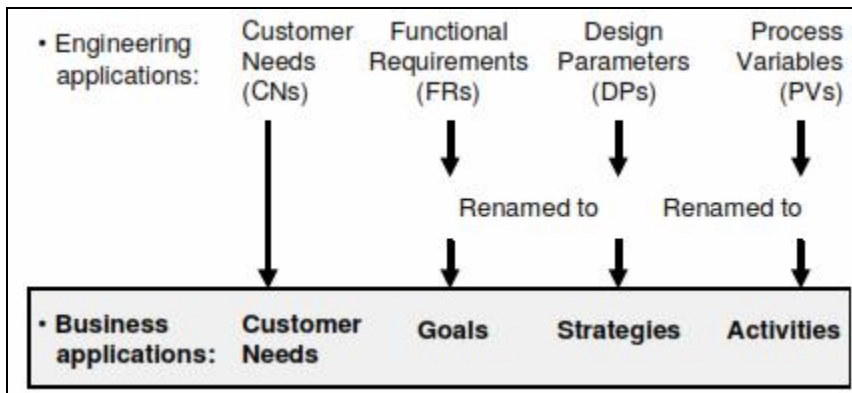 • Engineering applications:
Customer Needs (CNs)
Functional Requirements (FRs)
Design Parameters (DPs)
Process Variables (PVs)
Renamed to
Renamed to
• Business applications:
Customer Needs
Goals
Strategies
Activities